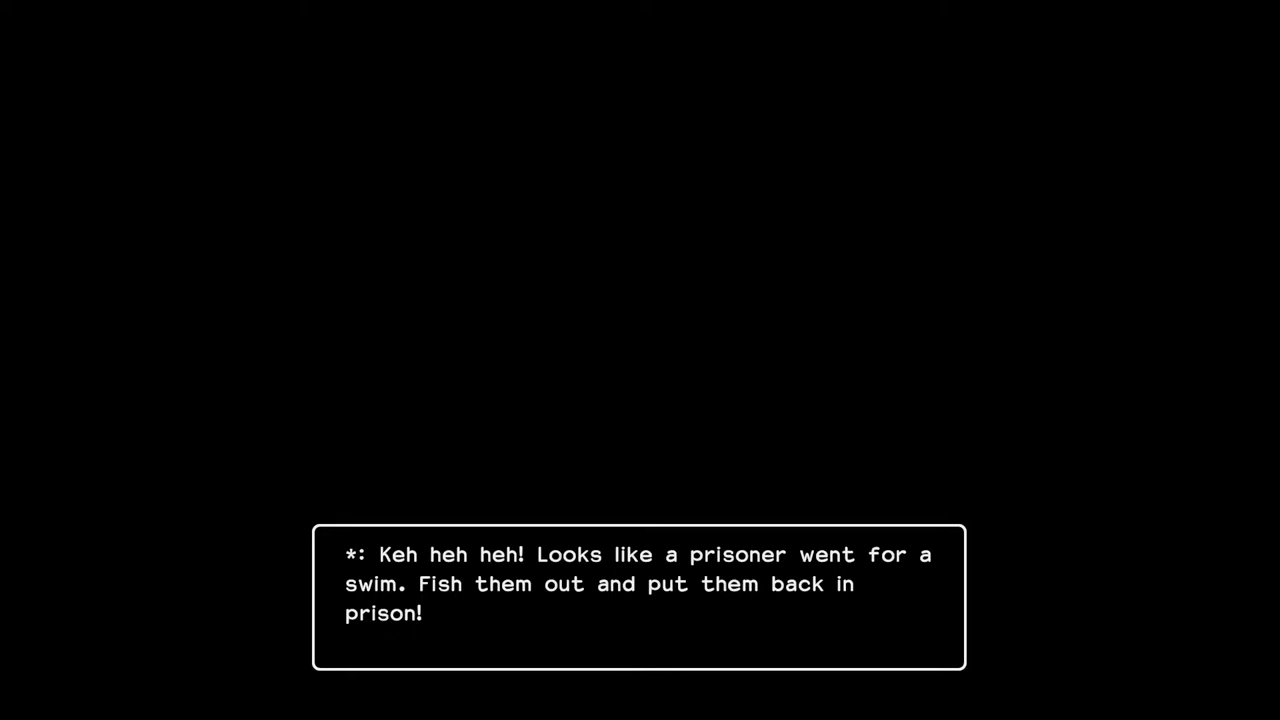 *: Keh heh heh! Looks like a prisoner went for a
swim. Fish them out and put them back in
prison!